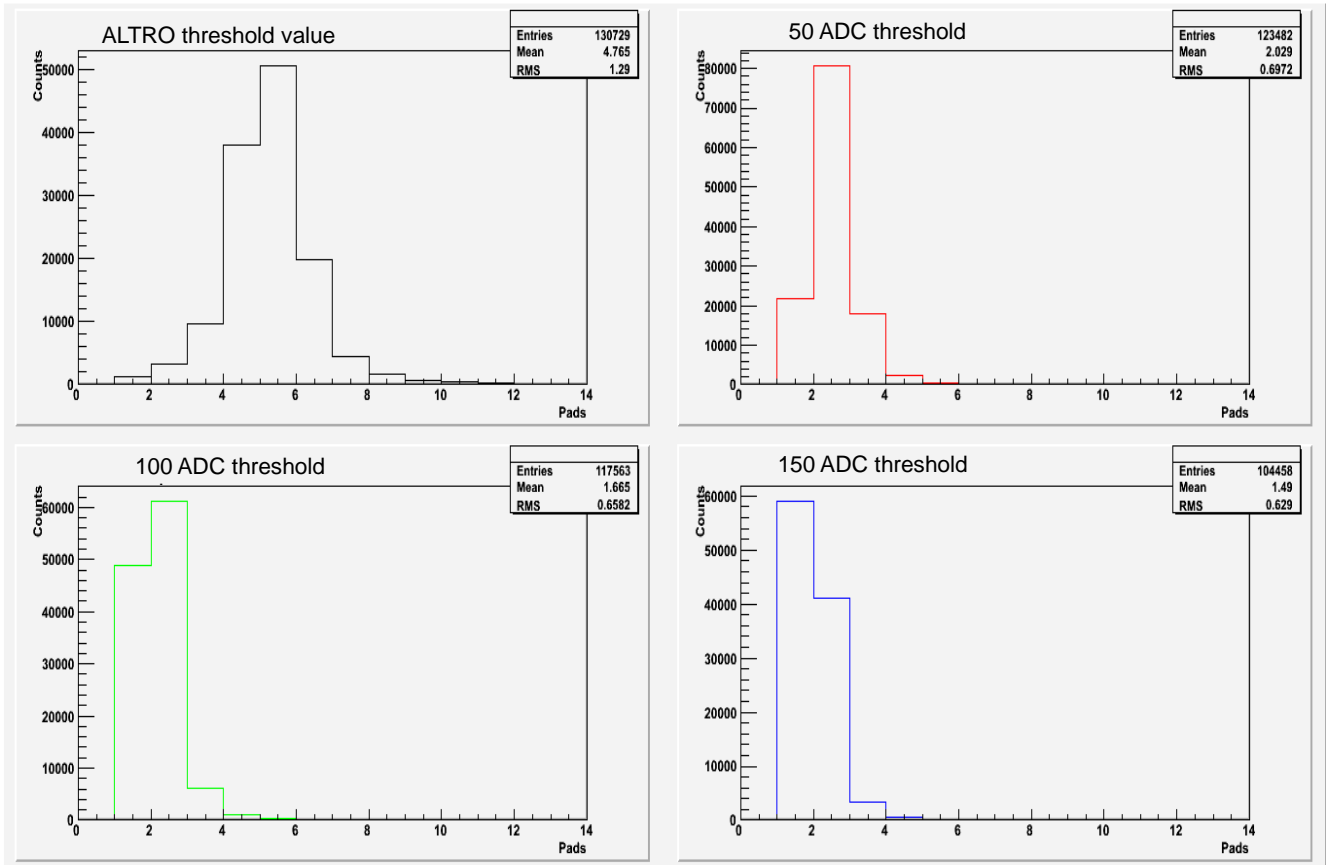 ALTRO threshold value
Entries 130729
Mean 4.765
RMS 1.29
Counts
50000
40000
30000
20000
10000
0
0 2 4 6 8 10 12 14
Pads
50 ADC threshold
Entries 123482
Mean 2.029
RMS 0.6972
Counts
80000
70000
60000
50000
40000
30000
20000
10000
0
0 2 4 6 8 10 12 14
Pads
100 ADC threshold
Entries 117563
Mean 1.665
RMS 0.6582
Counts
60000
50000
40000
30000
20000
10000
0
0 2 4 6 8 10 12 14
Pads
150 ADC threshold
Entries 104458
Mean 1.49
RMS 0.629
Counts
60000
50000
40000
30000
20000
10000
0
0 2 4 6 8 10 12 14
Pads